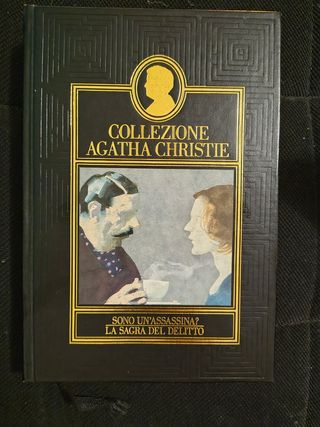 COLLEZIONE
AGATHA CHRISTIE
SONO UN'ASSASSINA?
LA SAGRA DEL DELITTO